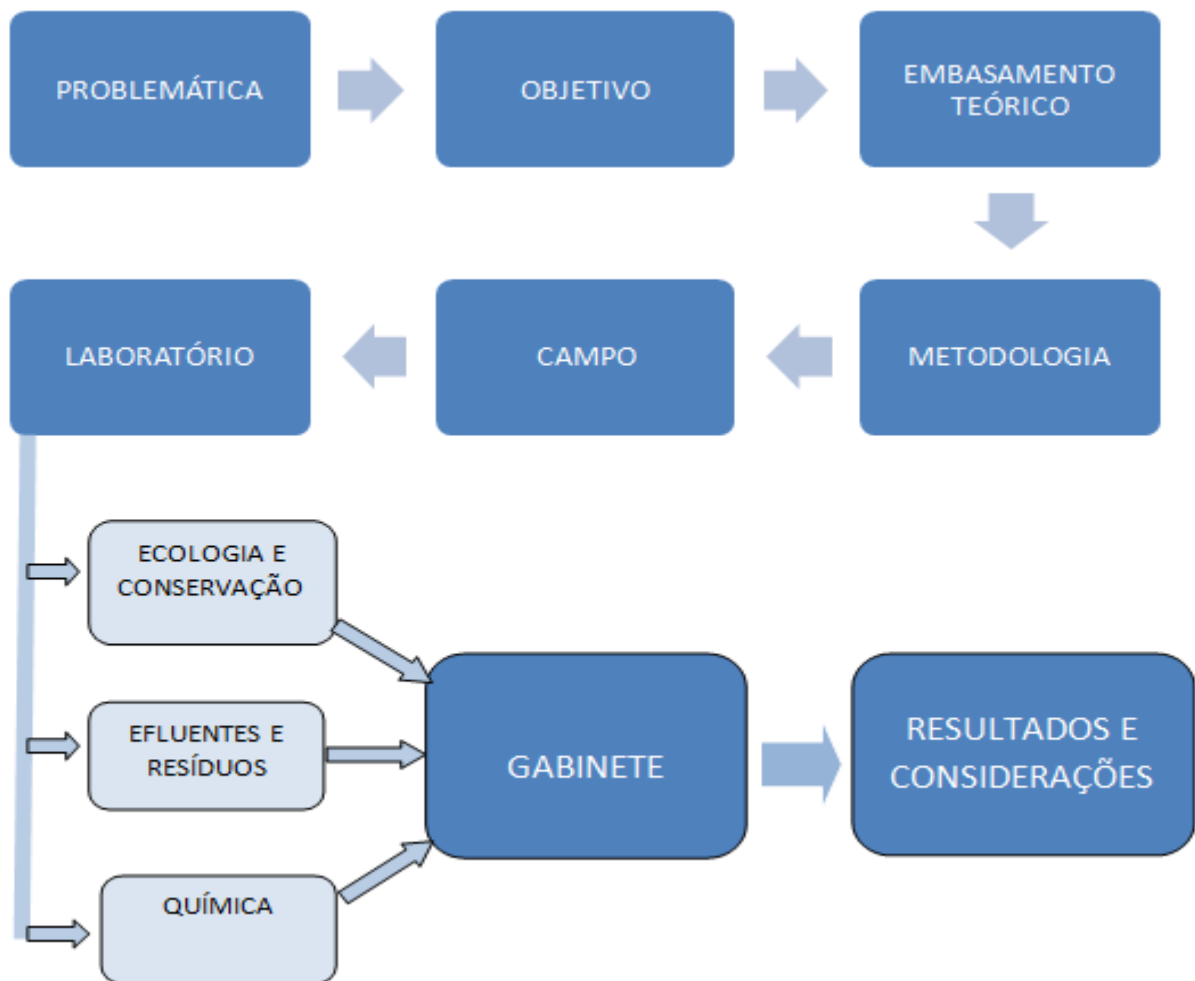 PROBLEMÁTICA
OBJETIVO
EMBASAMENTO
TEÓRICO
METODOLOGIA
CAMPO
LABORATÓRIO
ECOLOGIA E
CONSERVAÇÃO
EFLUENTES E
RESÍDUOS
QUÍMICA
GABINETE
RESULTADOS E
CONSIDERAÇÕES